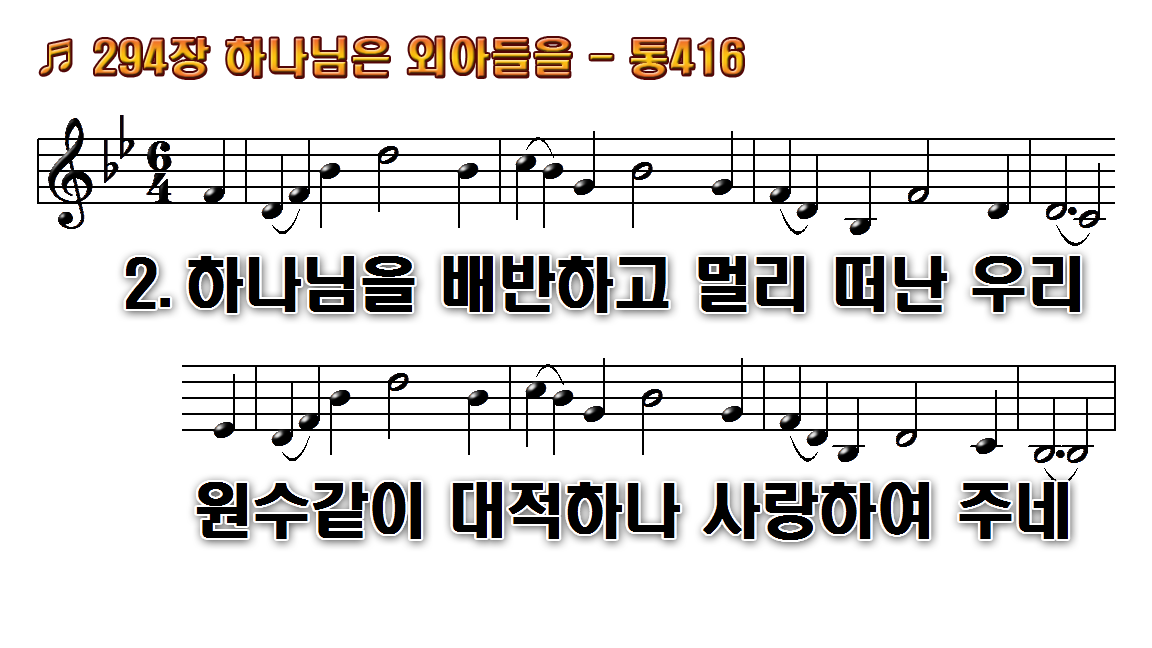 ♬ 294장 하나님은 외아들을 - 통416
6
4
2. 하나님을 배반하고 멀리 떠난 우리
원수같이 대적하나 사랑하여 주네